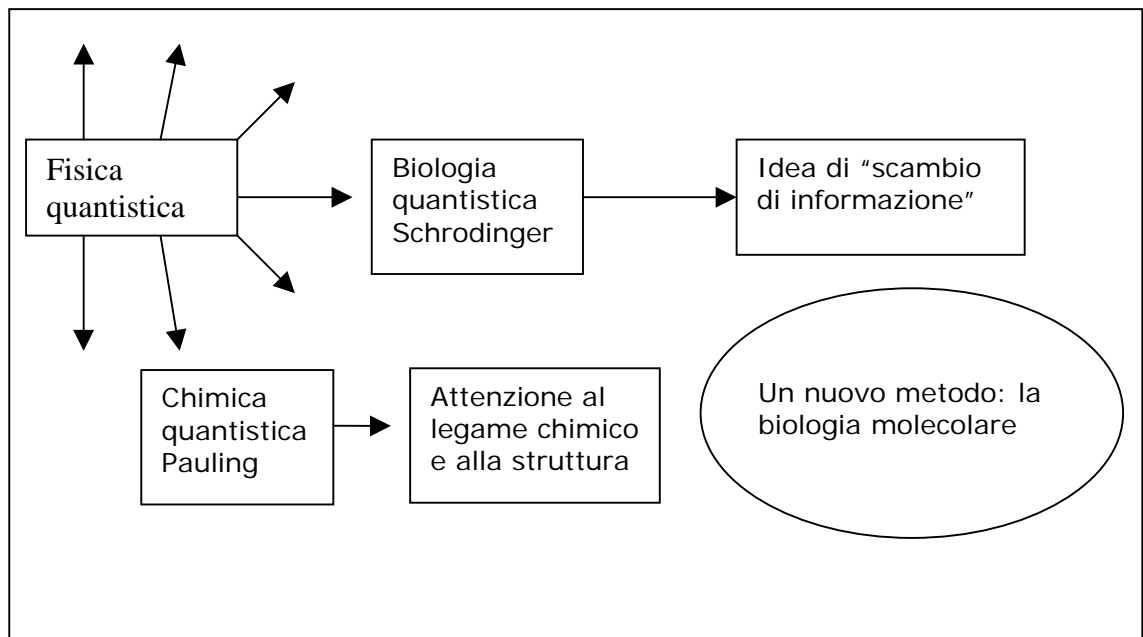 Fisica
quantistica
Biologia
quantistica
Schrodinger
Idea di “scambio
di informazione”
Chimica
quantistica
Pauling
Attenzione al
legame chimico
e alla struttura
Un nuovo metodo: la
biologia molecolare